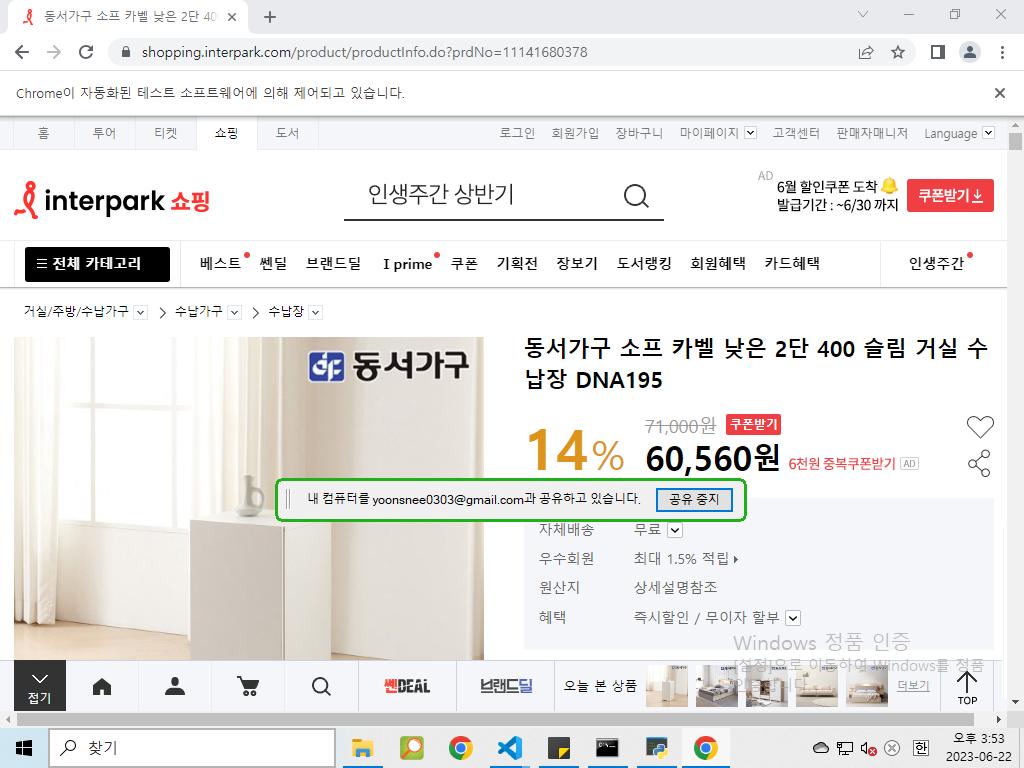 동서가구 소프 카벨 낮은 2단 40
shopping.interpark.com/product/productInfo.do?prdNo=11141680378
Chrome이 자동화된 테스트 소프트웨어에 의해 제어되고 있습니다.
홈 투어 티켓 쇼핑 도서 로그인 회원가입 장바구니 마이페이지 고객센터 판매자매니저 Language
interpark 쇼핑
인생주간 상반기
AD
6월 할인쿠폰 도착
발급기간 : ~6/30 까지
쿠폰받기
전체 카테고리 베스트 쎈딜 브랜드딜 I prime 쿠폰 기획전 장보기 도서랭킹 회원혜택 카드혜택 인생주간
거실/주방/수납가구 수납가구 수납장
동서가구
동서가구 소프 카벨 낮은 2단 400 슬림 거실 수
납장 DNA195
14%
71,000원 쿠폰받기
60,560원 6천원 중복쿠폰받기 AD
내 컴퓨터를 yoonsnee0303@gmail.com과 공유하고 있습니다. 공유 중지
자체배송 무료
우수회원 최대 1.5% 적립
원산지 상세설명참조
혜택 즉시할인 / 무이자 할부
Windows 정품 인증
[설정]으로 이동하여 Windows를 정품
접기
쎈DEAL
브랜드딜
오늘 본 상품
더보기
TOP
찾기
한
오후 3:53
2023-06-22